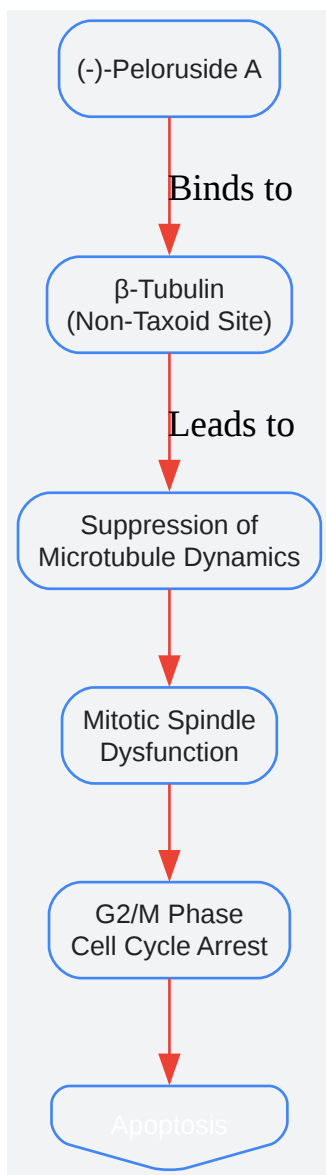 (-)-Peloruside A
Binds to
β-Tubulin
(Non-Taxoid Site)
Leads to
Suppression of
Microtubule Dynamics
Mitotic Spindle
Dysfunction
G2/M Phase
Cell Cycle Arrest
Apoptosis